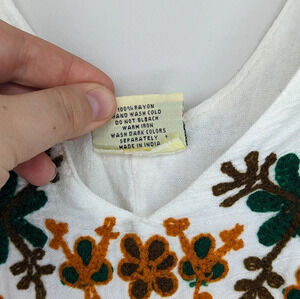 100% RAYON
HAND WASH COLD
DO NOT BLEACH
WARM IRON
WASH DARK COLORS
SEPARATELY
MADE IN INDIA